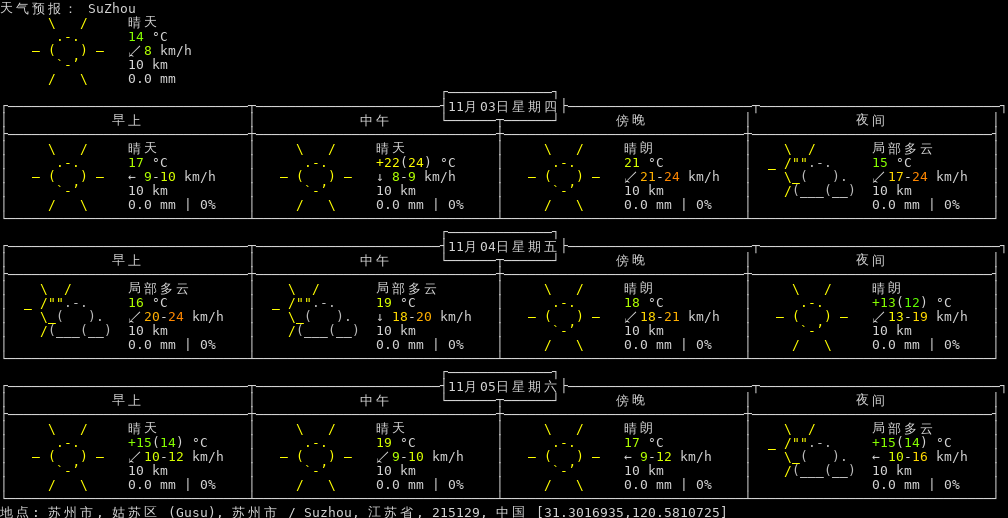 天气预报: SuZhou
晴天
14 °C
↙8 km/h
10 km
0.0 mm
11月03日星期四
早上 中午 傍晚 夜间
晴天 晴天 晴朗 局部多云
17 °C +22(24) °C 21 °C 15 °C
← 9-10 km/h ↓ 8-9 km/h ↙21-24 km/h ↙17-24 km/h
10 km 10 km 10 km 10 km
0.0 mm | 0% 0.0 mm | 0% 0.0 mm | 0% 0.0 mm | 0%
11月04日星期五
早上 中午 傍晚 夜间
局部多云 局部多云 晴朗 晴朗
16 °C 19 °C 18 °C +13(12) °C
↙20-24 km/h ↓ 18-20 km/h ↙18-21 km/h ↙13-19 km/h
10 km 10 km 10 km 10 km
0.0 mm | 0% 0.0 mm | 0% 0.0 mm | 0% 0.0 mm | 0%
11月05日星期六
早上 中午 傍晚 夜间
晴天 晴天 晴朗 局部多云
+15(14) °C 19 °C 17 °C +15(14) °C
↙10-12 km/h ↙9-10 km/h ← 9-12 km/h ← 10-16 km/h
10 km 10 km 10 km 10 km
0.0 mm | 0% 0.0 mm | 0% 0.0 mm | 0% 0.0 mm | 0%
地点: 苏州市, 姑苏区 (Gusu), 苏州市 / Suzhou, 江苏省, 215129, 中国 [31.3016935,120.5810725]